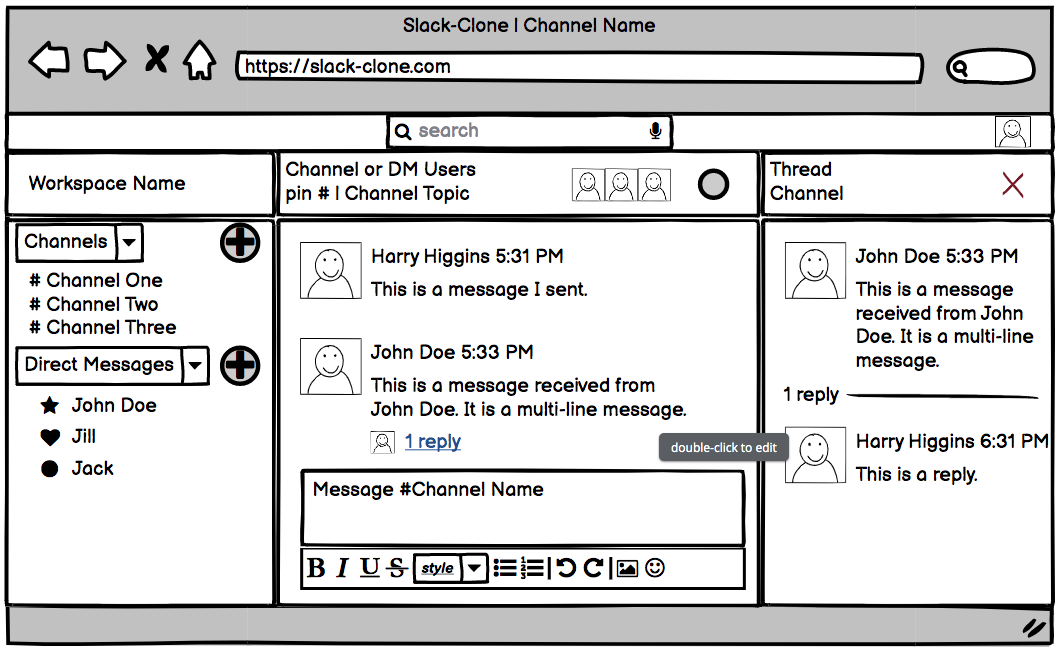 Slack-Clone | Channel Name
https://slack-clone.com
search
Workspace Name
Channel or DM Users
pin # | Channel Topic
Thread
Channel
Channels
# Channel One
# Channel Two
# Channel Three
Direct Messages
John Doe
Jill
Jack
Harry Higgins 5:31 PM
This is a message I sent.
John Doe 5:33 PM
This is a message received from
John Doe. It is a multi-line message.
1 reply
double-click to edit
Message #Channel Name
B I U S style
1
2
3
John Doe 5:33 PM
This is a message
received from John
Doe. It is a multi-line
message.
1 reply
Harry Higgins 6:31 PM
This is a reply.